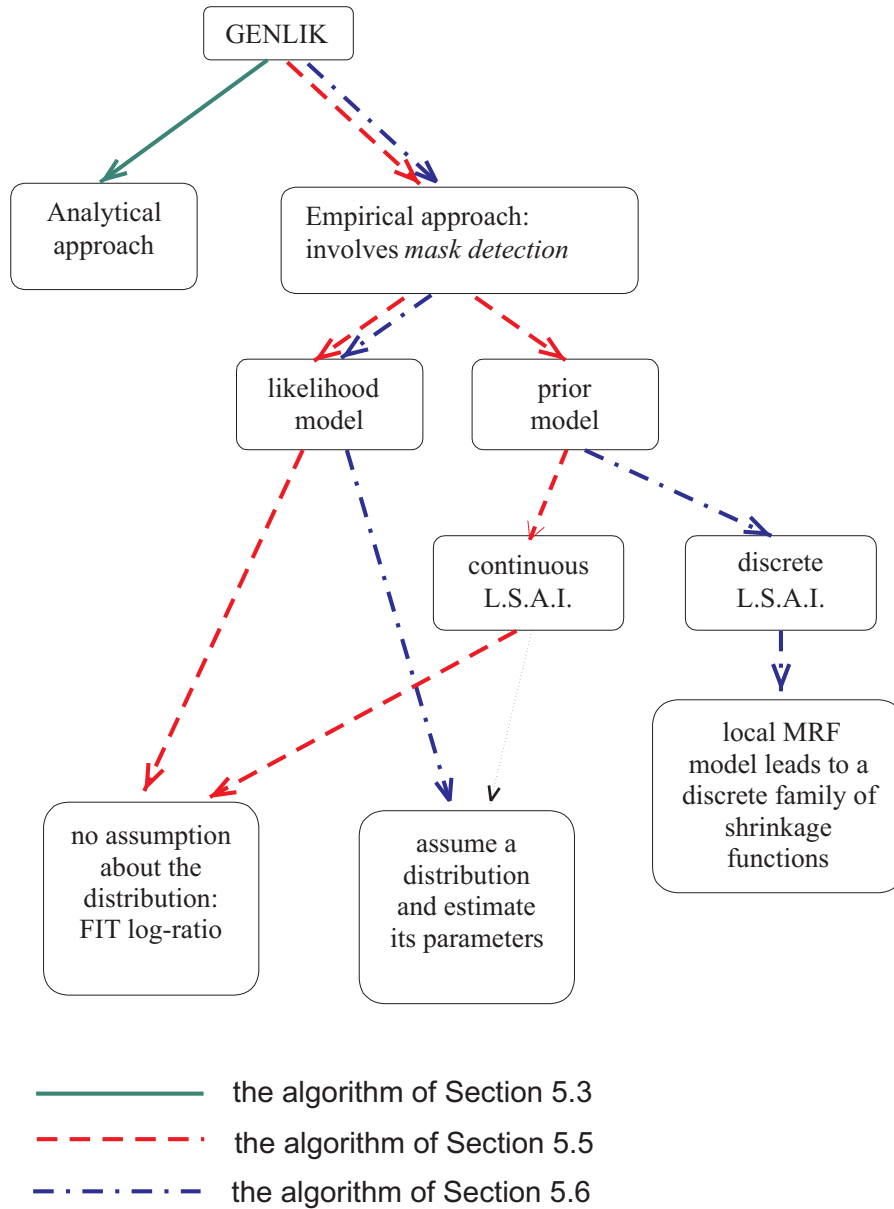 GENLIK
Analytical
approach
Empirical approach:
involves mask detection
likelihood
model
prior
model
continuous
L.S.A.I.
discrete
L.S.A.I.
local MRF
model leads to a
discrete family of
shrinkage
functions
no assumption
about the
distribution:
FIT log-ratio
assume a
distribution
and estimate
its parameters
the algorithm of Section 5.3
the algorithm of Section 5.5
the algorithm of Section 5.6